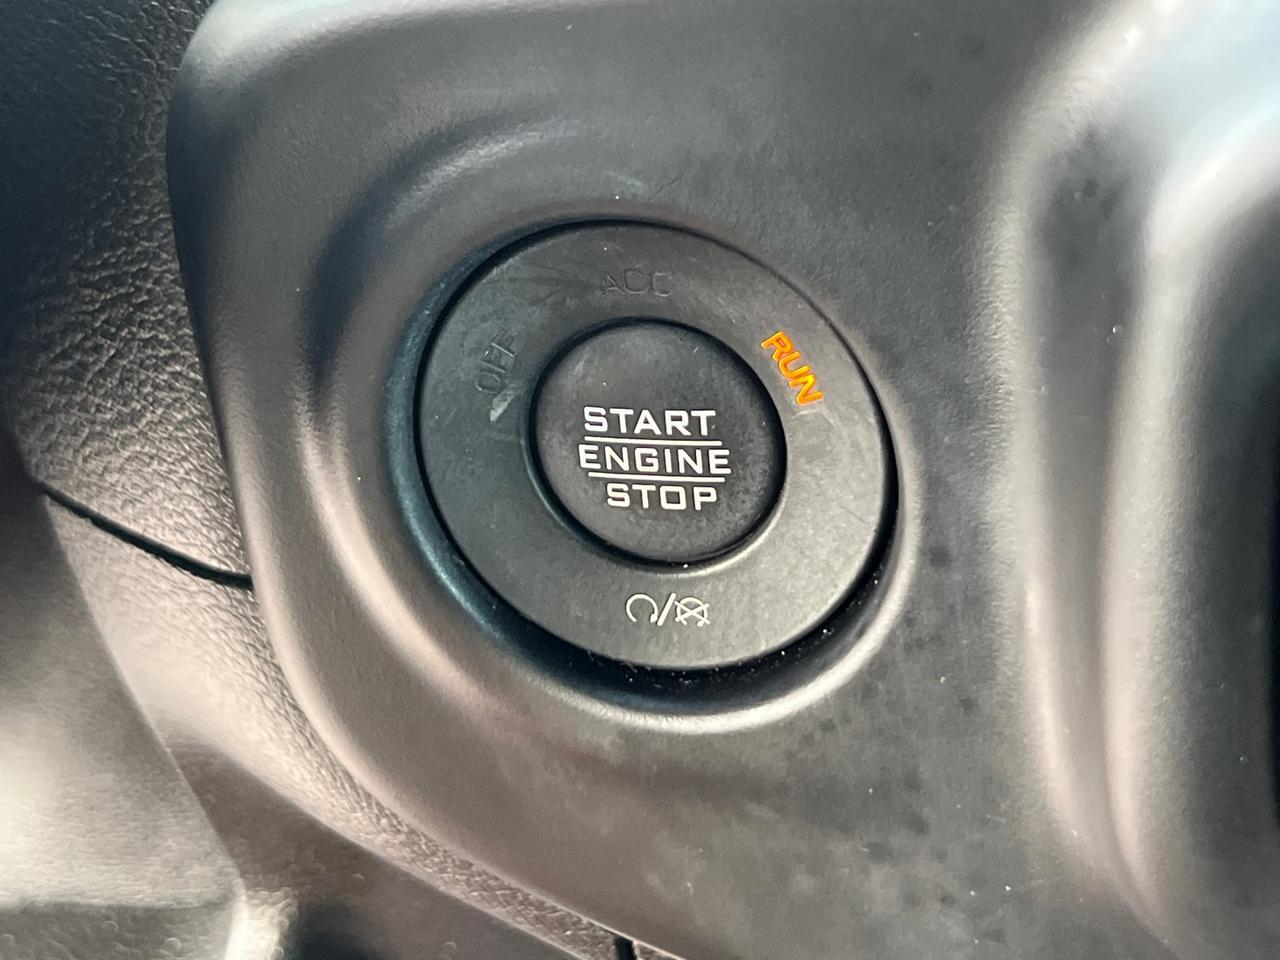 ACC
OFF
RUN
START
ENGINE
STOP